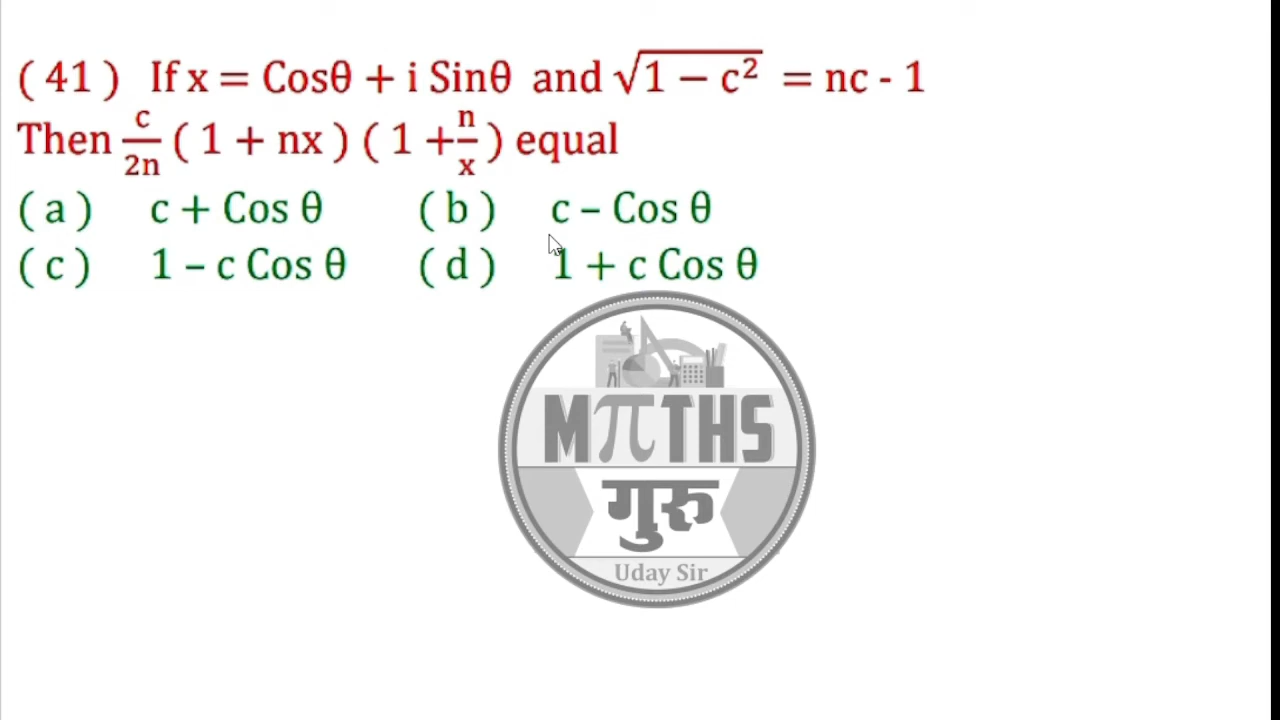 ( 41 ) If x = Cosθ + i Sinθ and √1 − c² = nc - 1
Then c/2n ( 1 + nx ) ( 1 + n/x ) equal
( a ) c + Cos θ ( b ) c – Cos θ
( c ) 1 – c Cos θ ( d ) 1 + c Cos θ
MπTHS
गुरु
Uday Sir